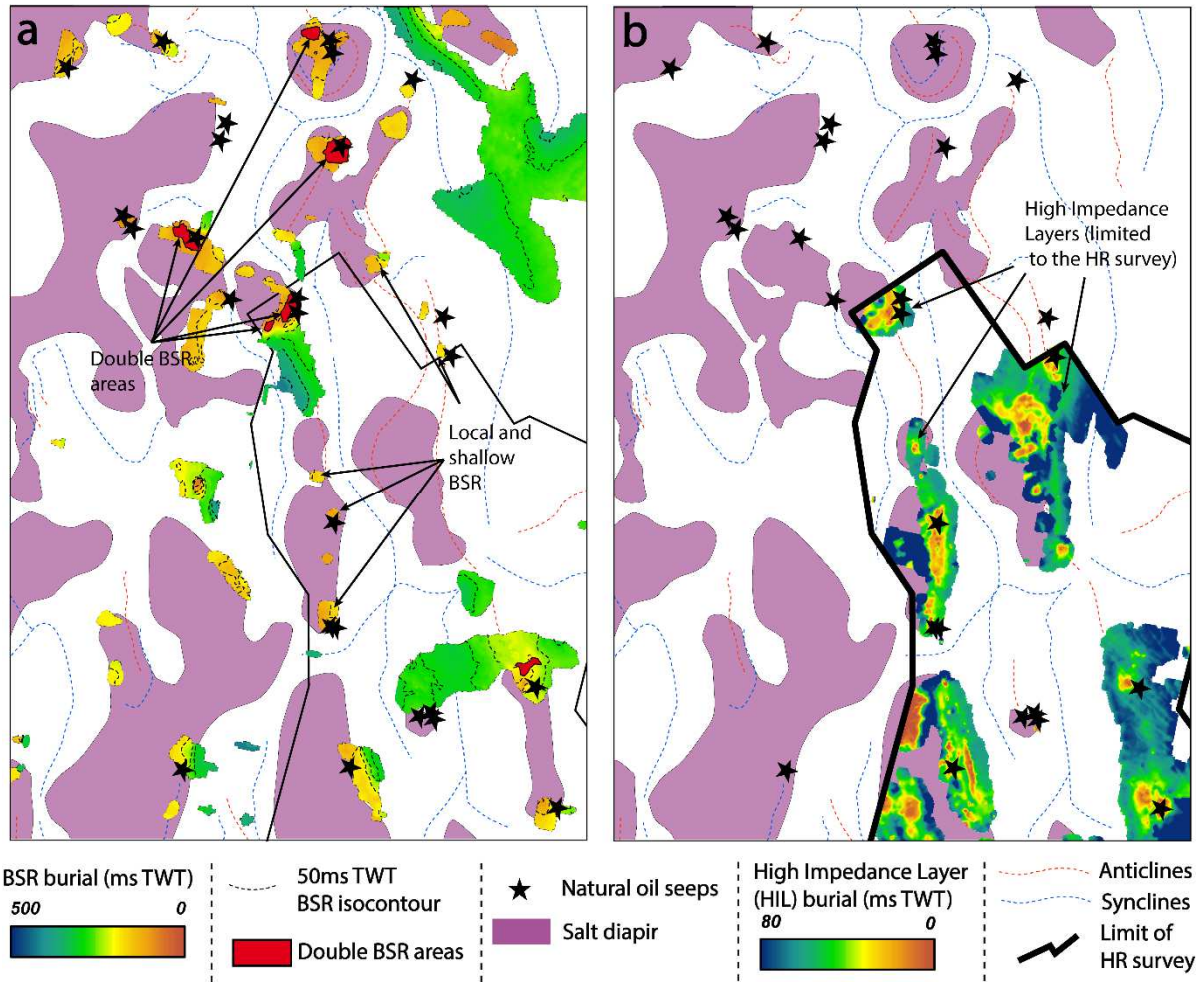 a
Double BSR
areas
Local and
shallow
BSR
b
High Impedance
Layers (limited
to the HR survey)
BSR burial (ms TWT)
500 0
50ms TWT
BSR isocontour
Double BSR areas
Natural oil seeps
Salt diapir
High Impedance Layer
(HIL) burial (ms TWT)
80 0
Anticlines
Synclines
Limit of
HR survey